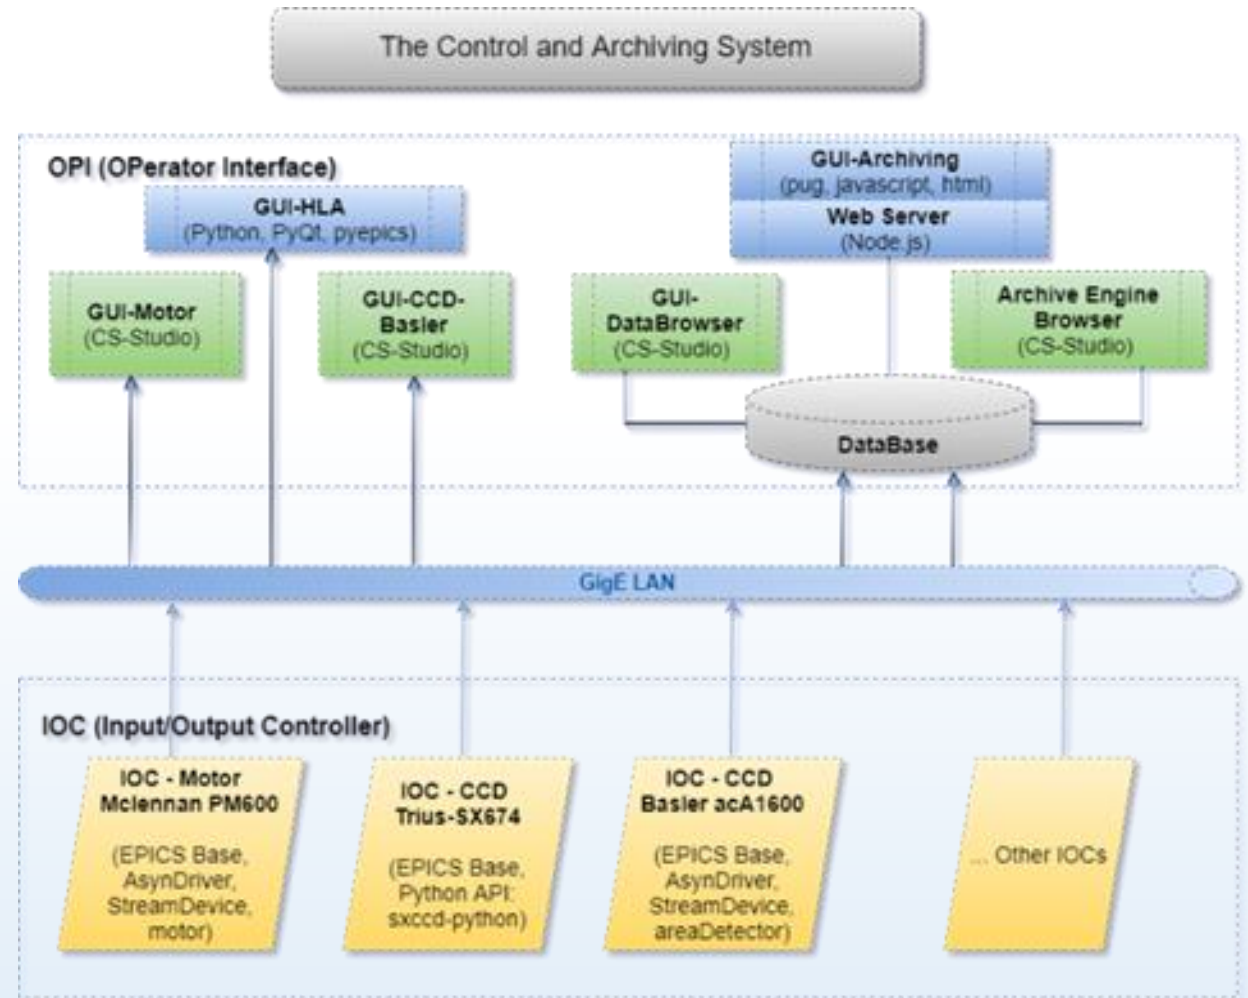 The Control and Archiving System
OPI (OPerator Interface)
GUI-HLA
(Python, PyQt, pyepics)
GUI-Archiving
(pug, javascript, html)
Web Server
(Node.js)
GUI-Motor
(CS-Studio)
GUI-CCD-
Basler
(CS-Studio)
GUI-
DataBrowser
(CS-Studio)
Archive Engine
Browser
(CS-Studio)
DataBase
GigE LAN
IOC (Input/Output Controller)
IOC - Motor
Mclennan PM600
(EPICS Base,
AsynDriver,
StreamDevice,
motor)
IOC - CCD
Trius-SX674
(EPICS Base,
Python API:
sxccd-python)
IOC - CCD
Basler acA1600
(EPICS Base,
AsynDriver,
StreamDevice,
areaDetector)
... Other IOCs